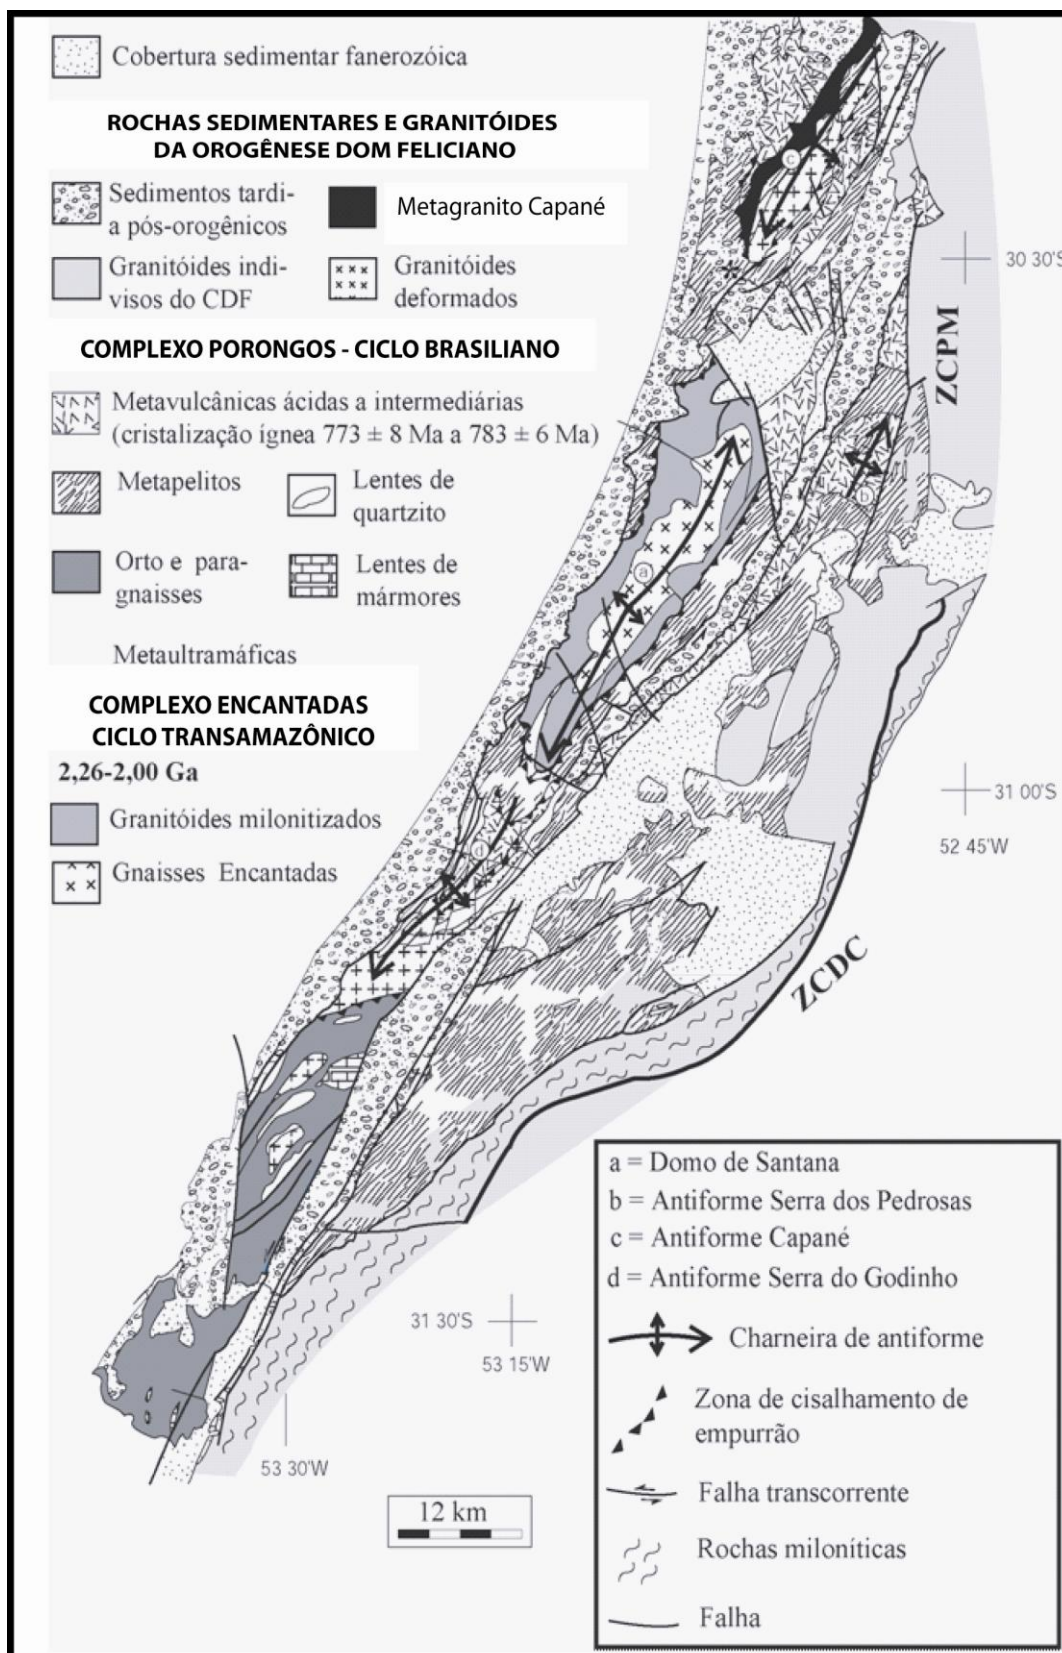 Cobertura sedimentar fanerozóica
ROCHAS SEDIMENTARES E GRANITÓIDES
DA OROGÊNESE DOM FELICIANO
Sedimentos tardi-
a pós-orogênicos
Metagranito Capané
Granitóides indi-
visos do CDF
Granitóides
deformados
COMPLEXO PORONGOS - CICLO BRASILIANO
Metavulcânicas ácidas a intermediárias
(cristalização ígnea 773 ± 8 Ma a 783 ± 6 Ma)
Metapelitos
Lentes de
quartzito
Orto e para-
gnaisses
Lentes de
mármores
Metaultramáficas
COMPLEXO ENCANTADAS
CICLO TRANSAMAZÔNICO
2,26-2,00 Ga
Granitóides milonitizados
Gnaisses Encantadas
c
30 30'S
ZCPM
b
a
31 00'S
52 45'W
d
ZCDC
31 30'S
53 15'W
53 30'W
12 km
a = Domo de Santana
b = Antiforme Serra dos Pedrosas
c = Antiforme Capané
d = Antiforme Serra do Godinho
Charneira de antiforme
Zona de cisalhamento de
empurrão
Falha transcorrente
Rochas miloníticas
Falha